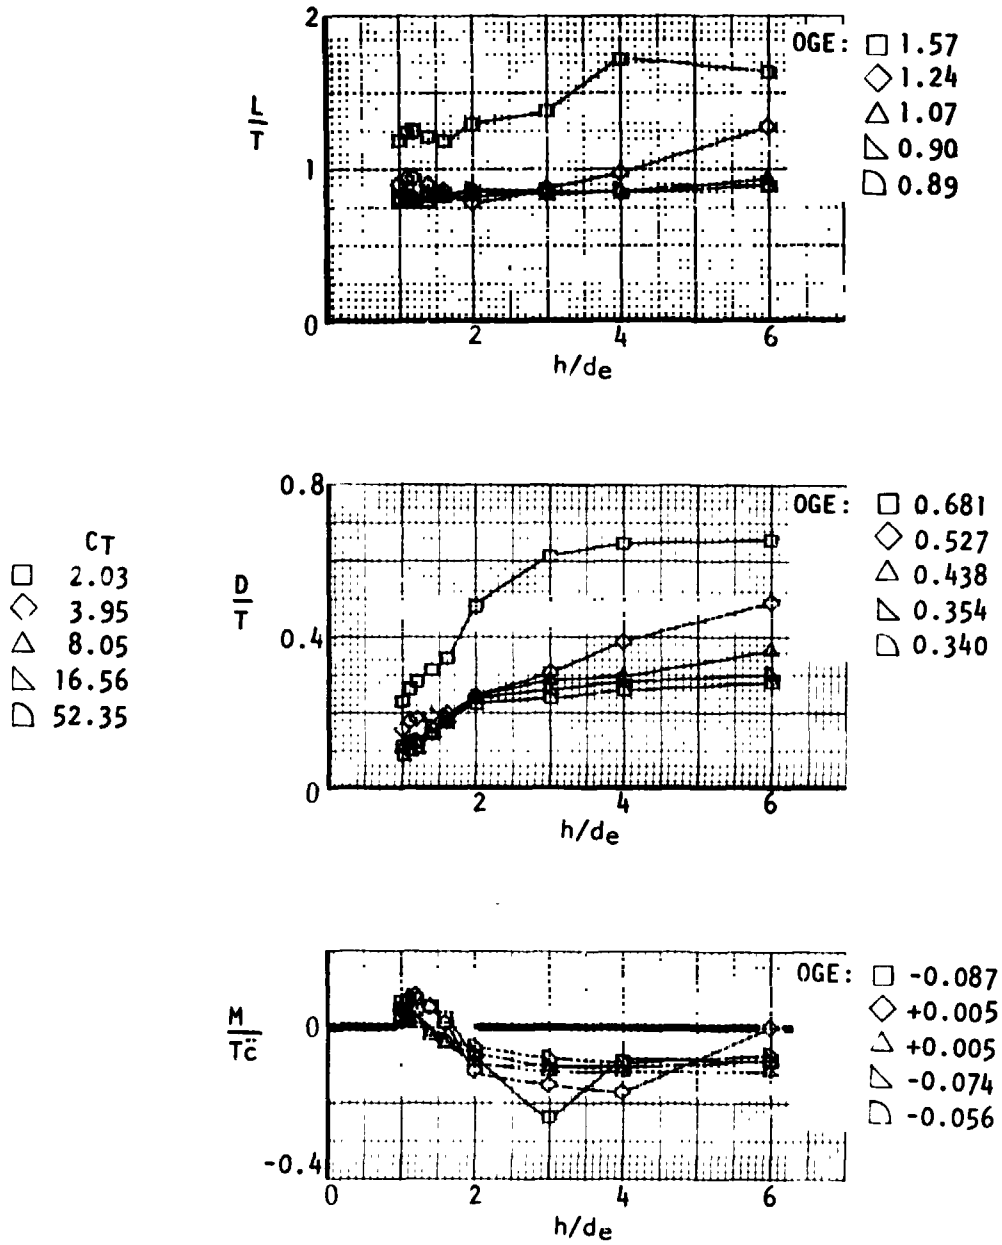 2
L
T
1
0
2
4
6
h/de
OGE: 1.57
1.24
1.07
0.90
0.89
CT
2.03
3.95
8.05
16.56
52.35
0.8
D
T
0.4
0
2
4
6
h/de
OGE: 0.681
0.527
0.438
0.354
0.340
M
Tc̈
0
-0.4
0
2
4
6
h/de
OGE: -0.087
+0.005
+0.005
-0.074
-0.056